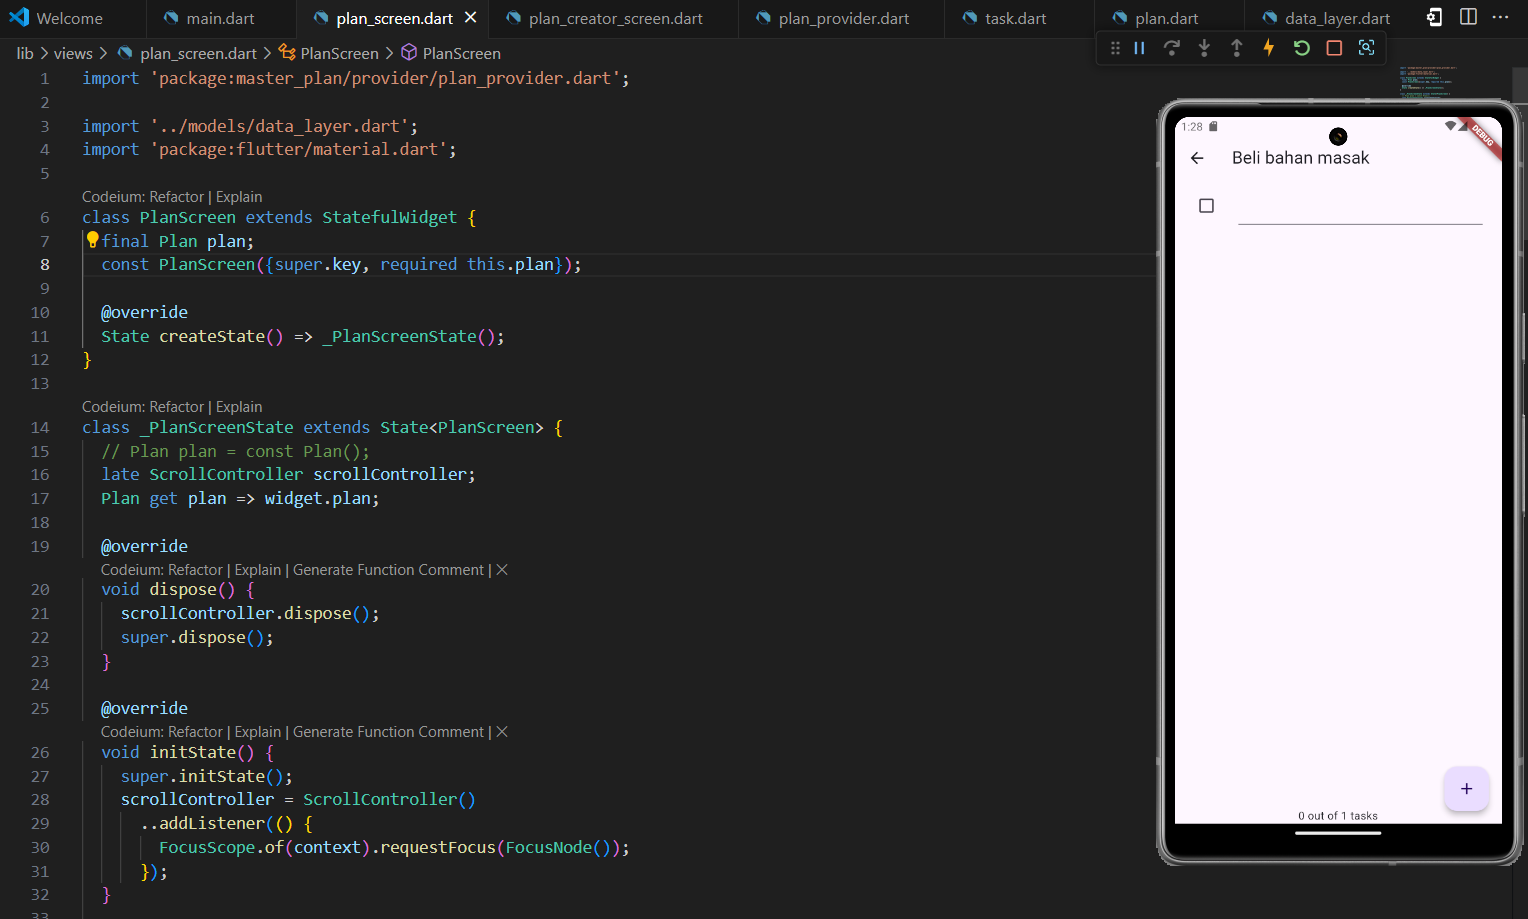 Welcome
main.dart
plan_screen.dart
plan_creator_screen.dart
plan_provider.dart
task.dart
plan.dart
data_layer.dart
lib > views > plan_screen.dart > PlanScreen > PlanScreen
1 import 'package:master_plan/provider/plan_provider.dart';
2
3 import '../models/data_layer.dart';
4 import 'package:flutter/material.dart';
5
Codeium: Refactor | Explain
6 class PlanScreen extends StatefulWidget {
7 final Plan plan;
8 const PlanScreen({super.key, required this.plan});
9
10 @override
11 State createState() => _PlanScreenState();
12 }
13
Codeium: Refactor | Explain
14 class _PlanScreenState extends State<PlanScreen> {
15 // Plan plan = const Plan();
16 late ScrollController scrollController;
17 Plan get plan => widget.plan;
18
19 @override
Codeium: Refactor | Explain | Generate Function Comment | ✕
20 void dispose() {
21 scrollController.dispose();
22 super.dispose();
23 }
24
25 @override
Codeium: Refactor | Explain | Generate Function Comment | ✕
26 void initState() {
27 super.initState();
28 scrollController = ScrollController()
29 ..addListener(() {
30 FocusScope.of(context).requestFocus(FocusNode());
31 });
32 }
33
1:28
DEBUG
Beli bahan masak
+
0 out of 1 tasks